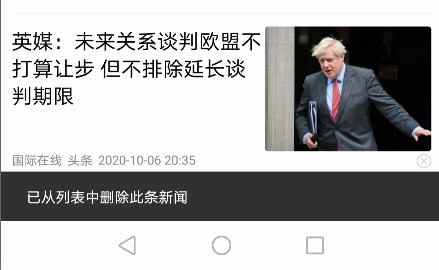 英媒：未来关系谈判欧盟不
打算让步 但不排除延长谈
判期限
国际在线 头条 2020-10-06 20:35
已从列表中删除此条新闻